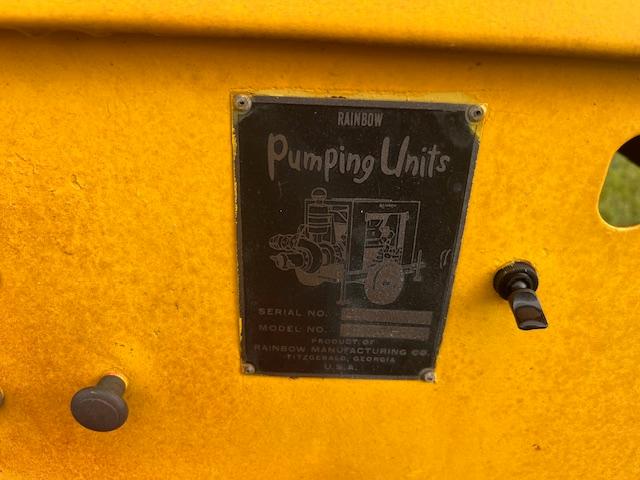 RAINBOW
Pumping Units
SERIAL NO.
MODEL NO.
PRODUCT OF
RAINBOW MANUFACTURING CO.
FITZGERALD, GEORGIA
U.S.A.